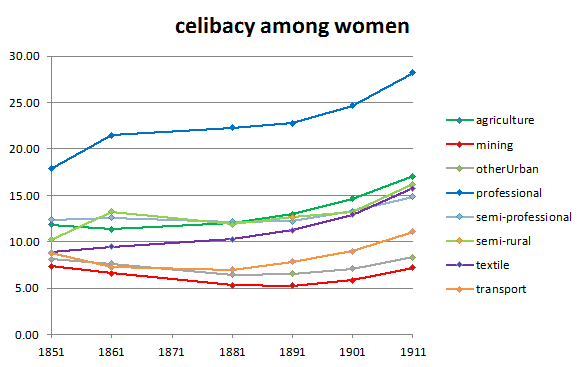 celibacy among women
30.00
25.00
20.00
15.00
10.00
5.00
0.00
1851 1861 1871 1881 1891 1901 1911
agriculture
mining
otherUrban
professional
semi-professional
semi-rural
textile
transport